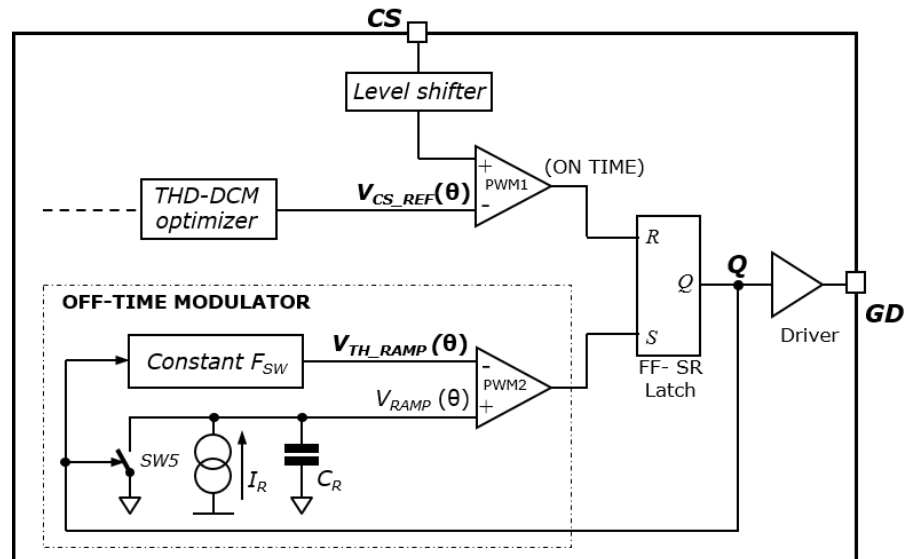 CS
Level shifter
+
PWM1
-
(ON TIME)
THD-DCM
optimizer
V_CS_REF(θ)
R
Q
S
FF- SR
Latch
Q
Driver
GD
OFF-TIME MODULATOR
Constant F_SW
V_TH_RAMP(θ)
-
PWM2
+
V_RAMP (θ)
SW5
I_R
C_R